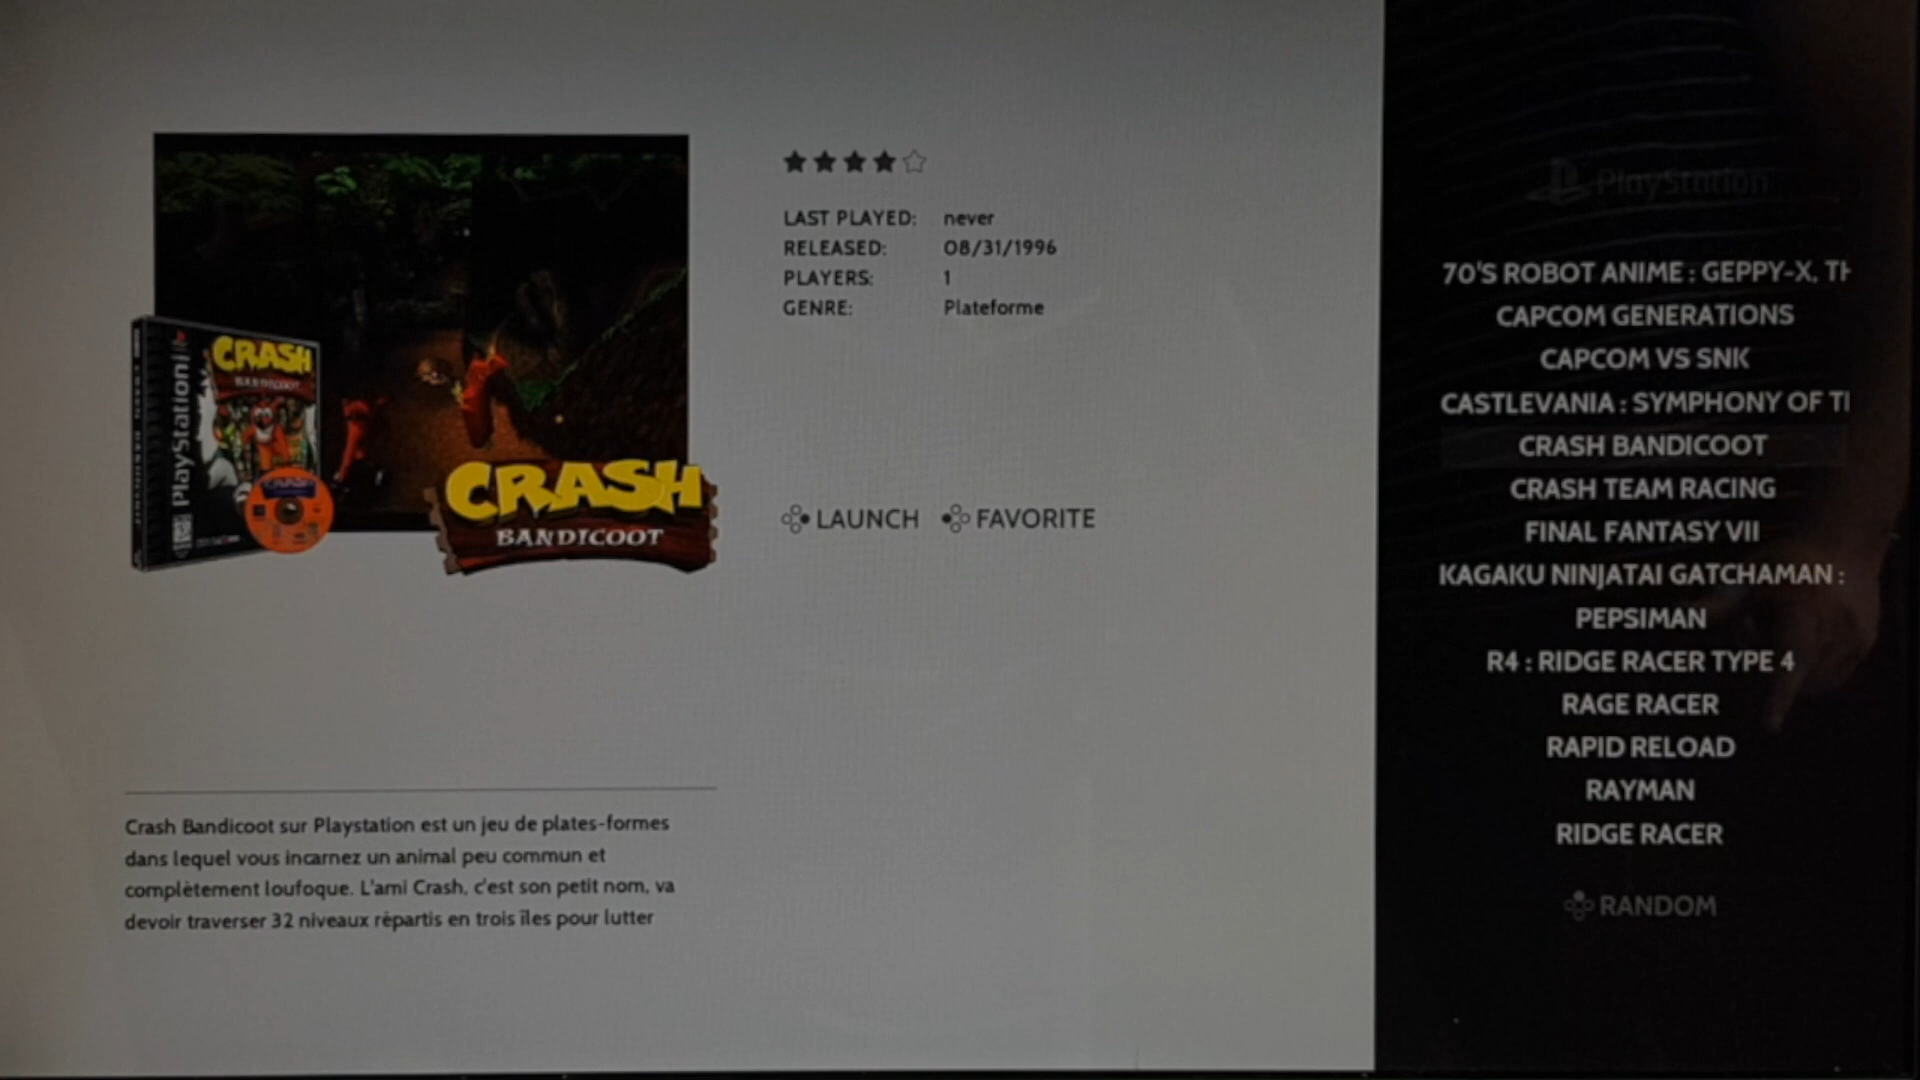 LAST PLAYED: never
RELEASED: 08/31/1996
PLAYERS: 1
GENRE: Plateforme
CRASH
BANDICOOT
PlayStation
CRASH
BANDICOOT
LAUNCH FAVORITE
Crash Bandicoot sur Playstation est un jeu de plates-formes
dans lequel vous incarnez un animal peu commun et
complètement loufoque. L'ami Crash, c'est son petit nom, va
devoir traverser 32 niveaux répartis en trois îles pour lutter
PlayStation
70'S ROBOT ANIME : GEPPY-X, TH
CAPCOM GENERATIONS
CAPCOM VS SNK
CASTLEVANIA : SYMPHONY OF T
CRASH BANDICOOT
CRASH TEAM RACING
FINAL FANTASY VII
KAGAKU NINJATAI GATCHAMAN :
PEPSIMAN
R4 : RIDGE RACER TYPE 4
RAGE RACER
RAPID RELOAD
RAYMAN
RIDGE RACER
RANDOM